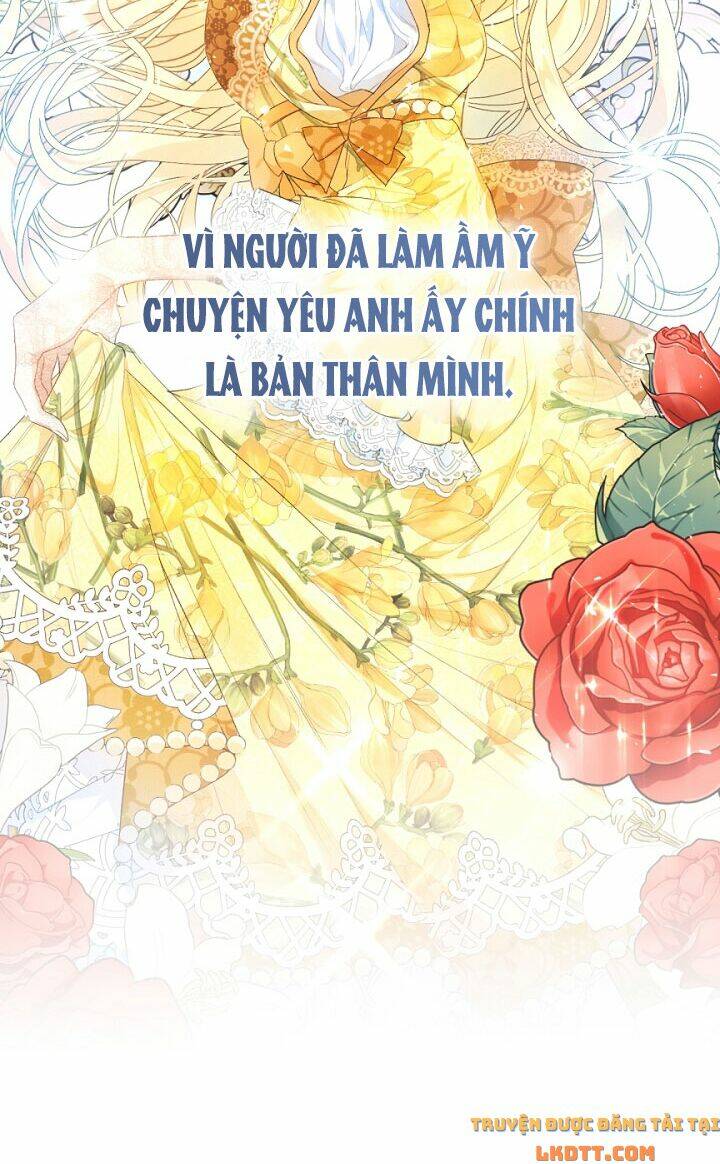 VÌ NGƯỜI ĐÃ LÀM ẦM Ỹ
CHUYỆN YÊU ANH ẤY CHÍNH
LÀ BẢN THÂN MÌNH.
TRUYỆN ĐƯỢC ĐĂNG TẢI TẠI
LKDTT.COM